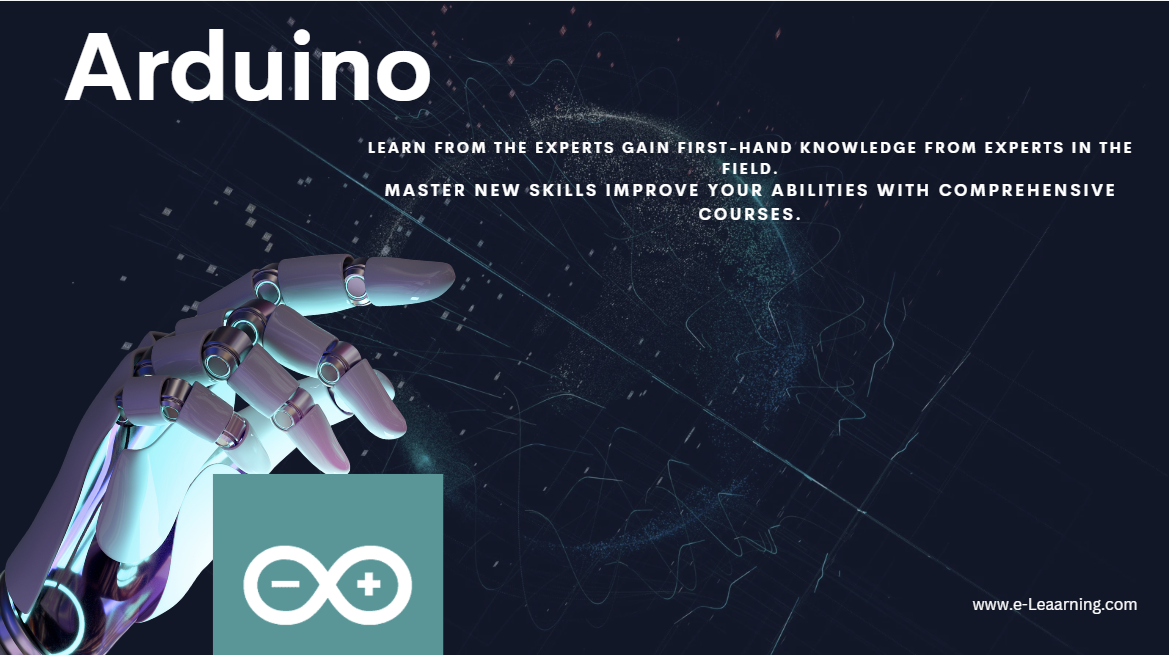 Arduino
LEARN FROM THE EXPERTS GAIN FIRST-HAND KNOWLEDGE FROM EXPERTS IN THE
FIELD.
MASTER NEW SKILLS IMPROVE YOUR ABILITIES WITH COMPREHENSIVE
COURSES.
www.e-Leaarning.com